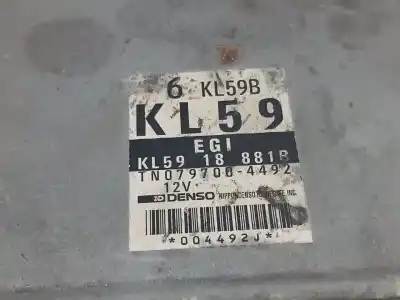 6 KL59B
KL59
EGI
KL59 18 881B
TN079700-4492
12V
DENSO
*004492J*